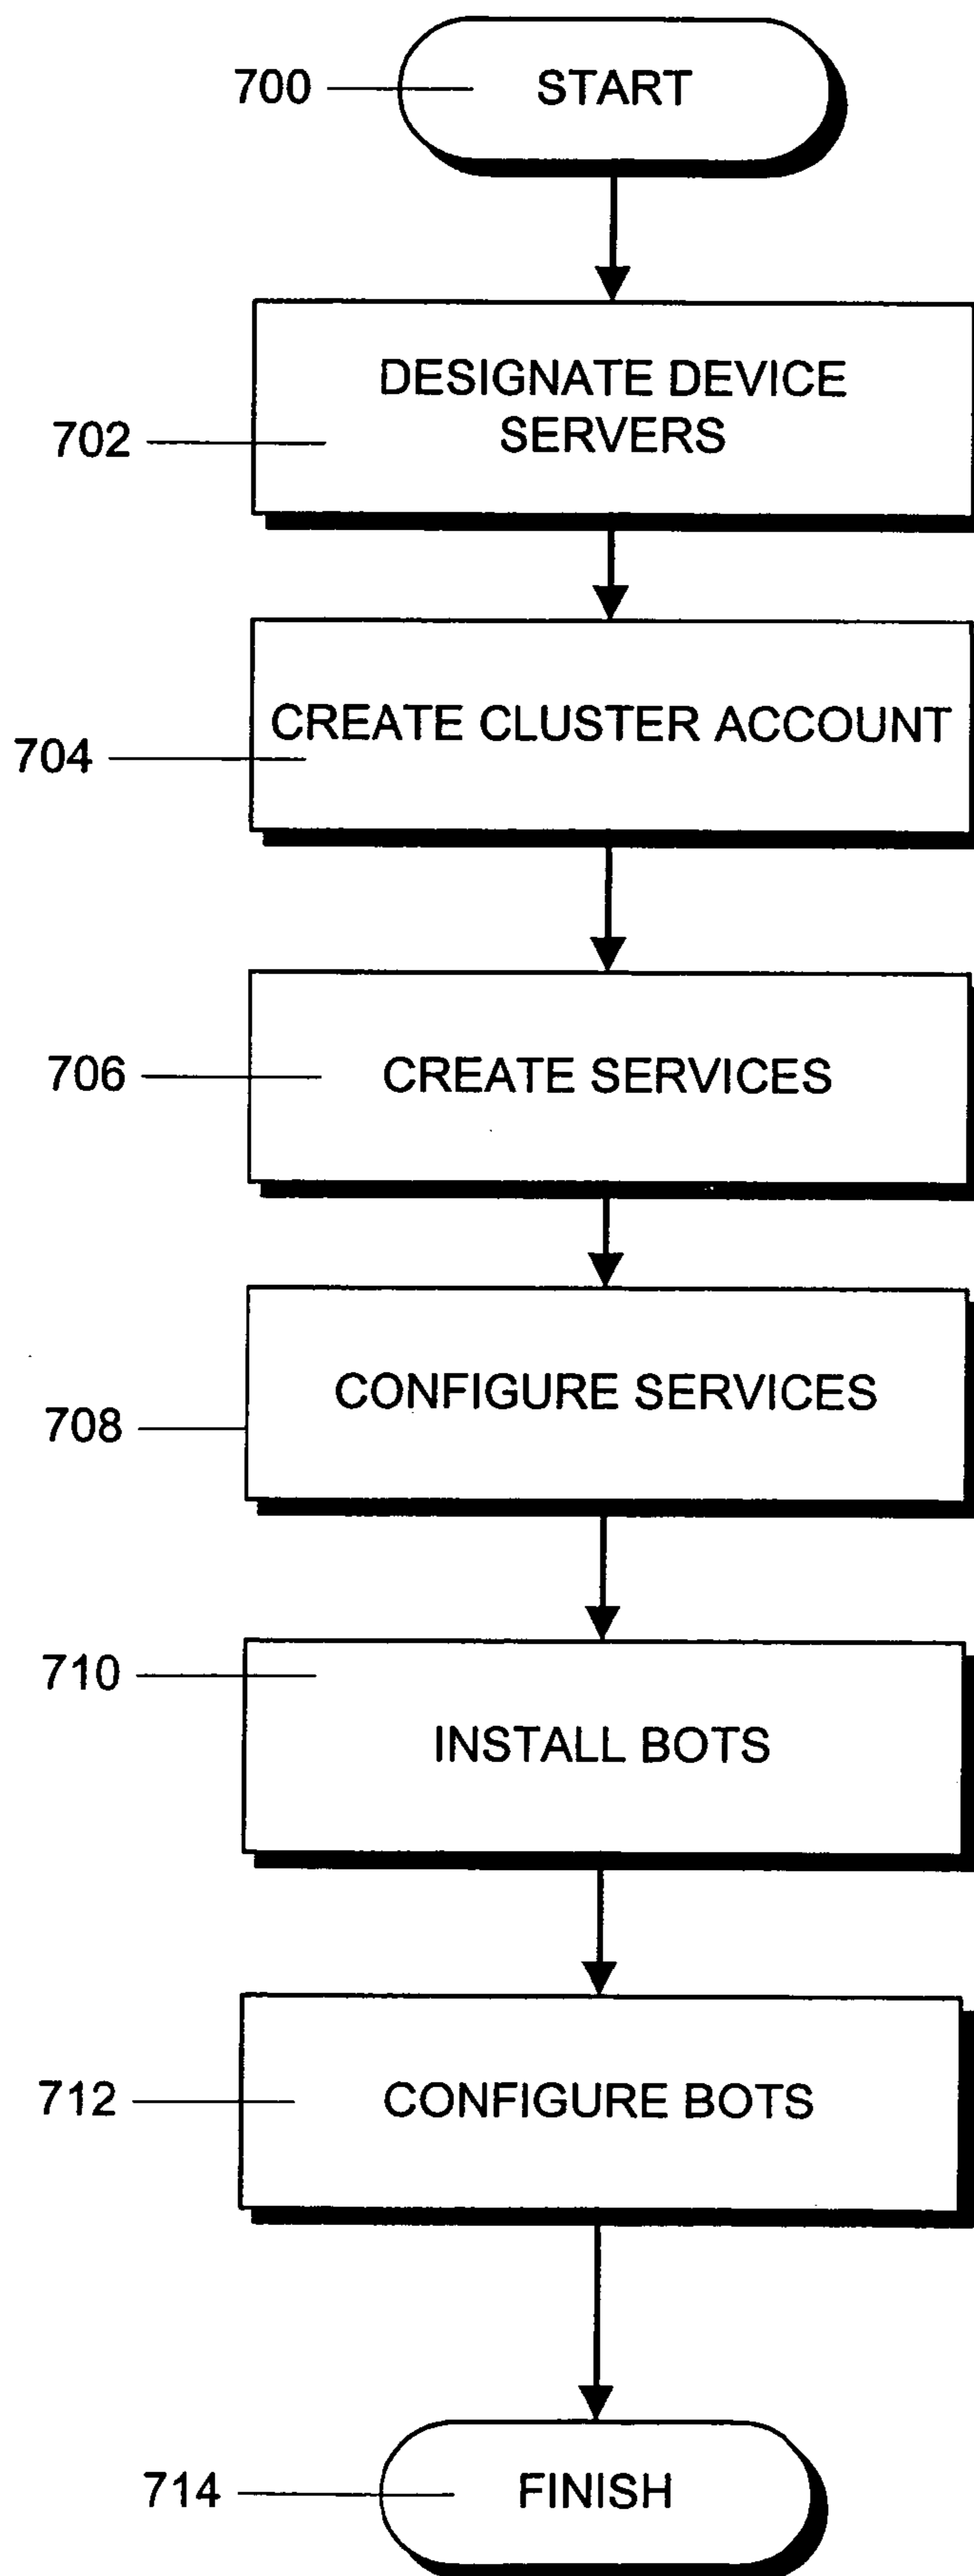 700
START
702
DESIGNATE DEVICE
SERVERS
704
CREATE CLUSTER ACCOUNT
706
CREATE SERVICES
708
CONFIGURE SERVICES
710
INSTALL BOTS
712
CONFIGURE BOTS
714
FINISH